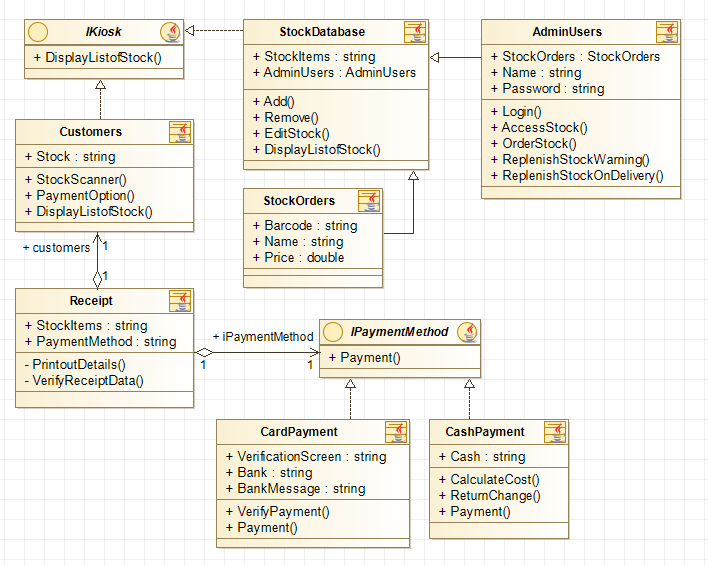 IKiosk
+ DisplayListofStock()
StockDatabase
+ StockItems : string
+ AdminUsers : AdminUsers
+ Add()
+ Remove()
+ EditStock()
+ DisplayListofStock()
AdminUsers
+ StockOrders : StockOrders
+ Name : string
+ Password : string
+ Login()
+ AccessStock()
+ OrderStock()
+ ReplenishStockWarning()
+ ReplenishStockOnDelivery()
Customers
+ Stock : string
+ StockScanner()
+ PaymentOption()
+ DisplayListofStock()
StockOrders
+ Barcode : string
+ Name : string
+ Price : double
+ customers
1
1
Receipt
+ StockItems : string
+ PaymentMethod : string
- PrintoutDetails()
- VerifyReceiptData()
+ iPaymentMethod
1
1
IPaymentMethod
+ Payment()
CardPayment
+ VerificationScreen : string
+ Bank : string
+ BankMessage : string
+ VerifyPayment()
+ Payment()
CashPayment
+ Cash : string
+ CalculateCost()
+ ReturnChange()
+ Payment()